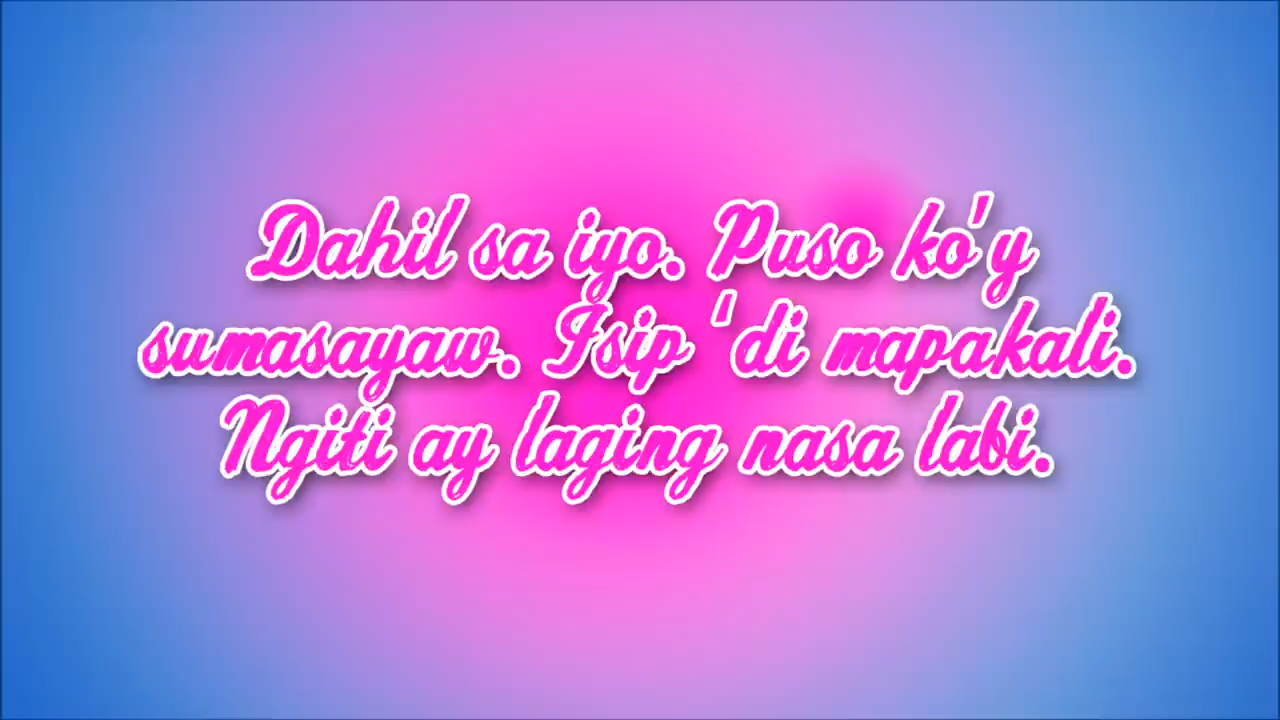 Dahil sa iyo. Puso ko'y
sumasayaw. Isip 'di mapakali.
Ngiti ay laging nasa labi.